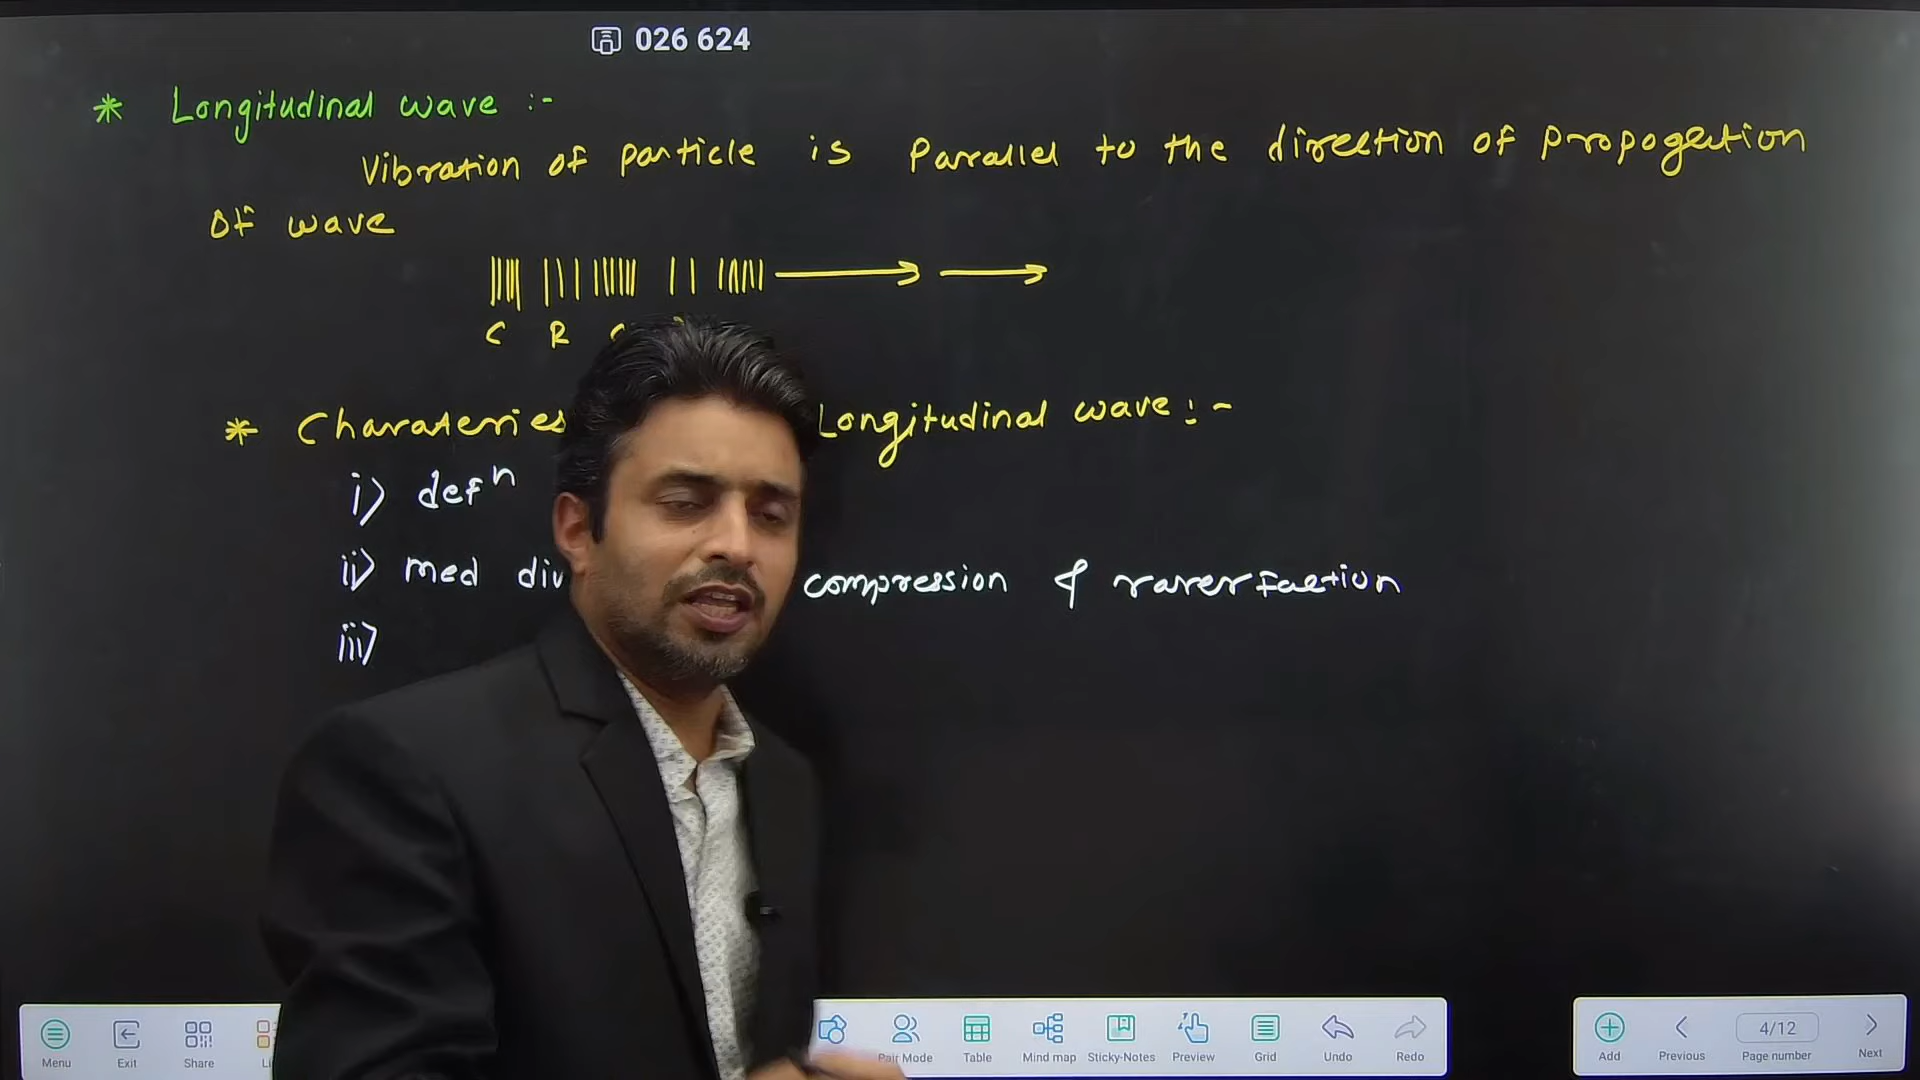 026 624
* Longitudinal wave :-
Vibration of particle is Parallel to the direction of propogation
of wave
C R
* Charateries Longitudinal wave :-
i) defn
ii) med div compression & rarerfaction
iii)
Menu Exit Share Pair Mode Table Mind map Sticky-Notes Preview Grid Undo Redo Add Previous 4/12 Page number Next